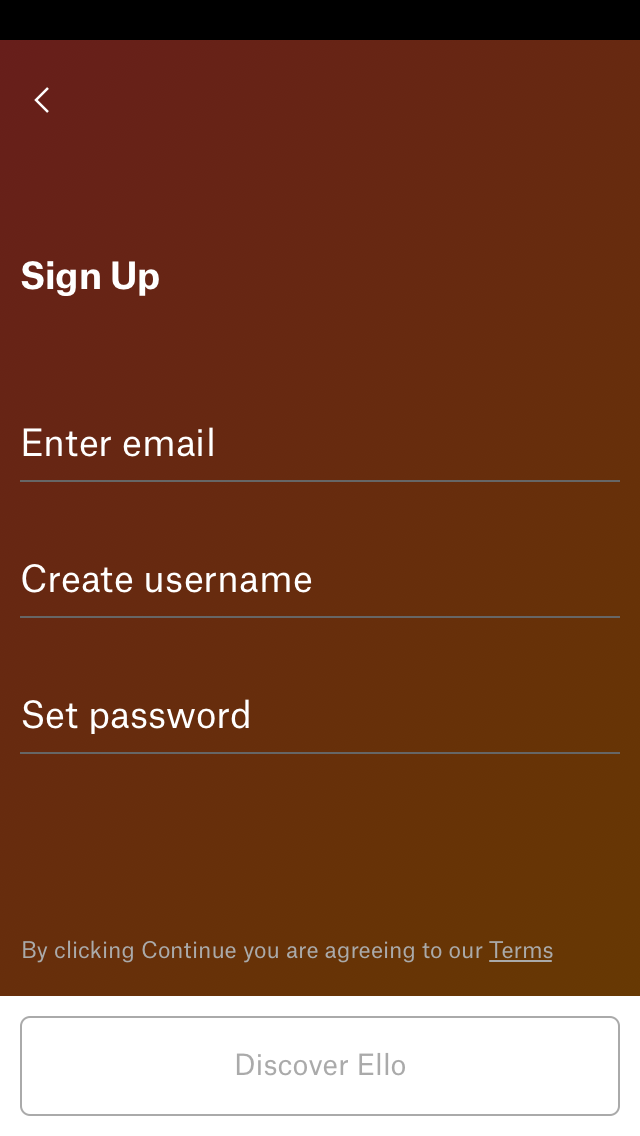 Sign Up
Enter email
Create username
Set password
By clicking Continue you are agreeing to our Terms
Discover Ello